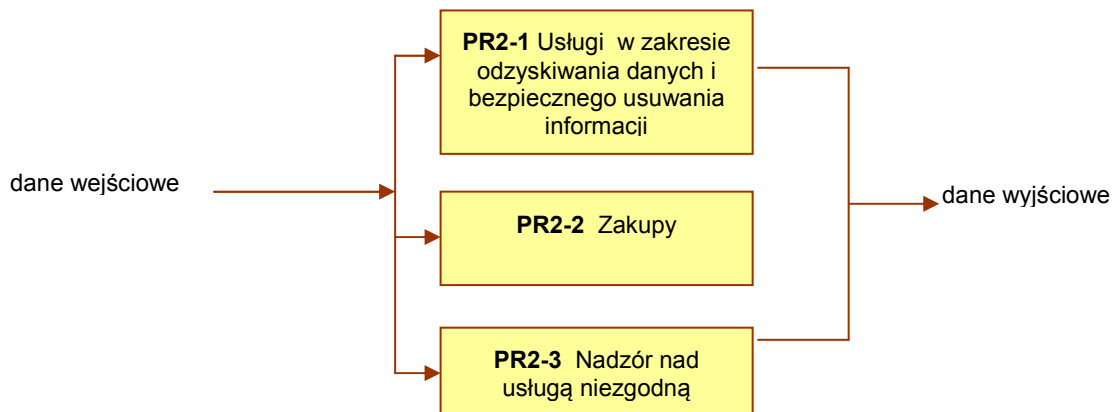 PR2-1 Usługi w zakresie
odzyskiwania danych i
bezpiecznego usuwania
informacji
dane wejściowe
dane wyjściowe
PR2-2 Zakupy
PR2-3 Nadzór nad
usługą niezgodną